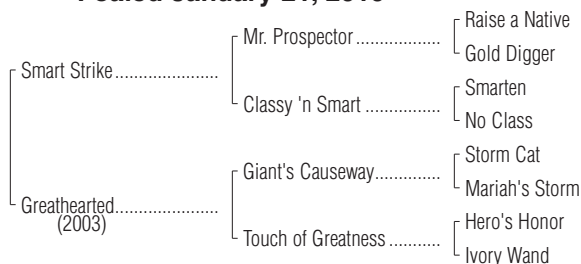 Raise a Native
Mr. Prospector ..................
Gold Digger
Smart Strike ......................
Smarten
Classy 'n Smart ................
No Class
Storm Cat
Giant's Causeway..............
Mariah's Storm
Greathearted......................
(2003)
Hero's Honor
Touch of Greatness ...........
Ivory Wand